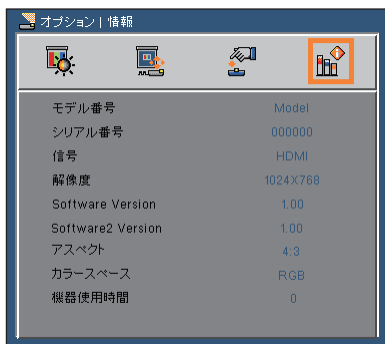 オプション | 情報
モデル番号 Model
シリアル番号 000000
信号 HDMI
解像度 1024X768
Software Version 1.00
Software2 Version 1.00
アスペクト 4:3
カラースペース RGB
機器使用時間 0